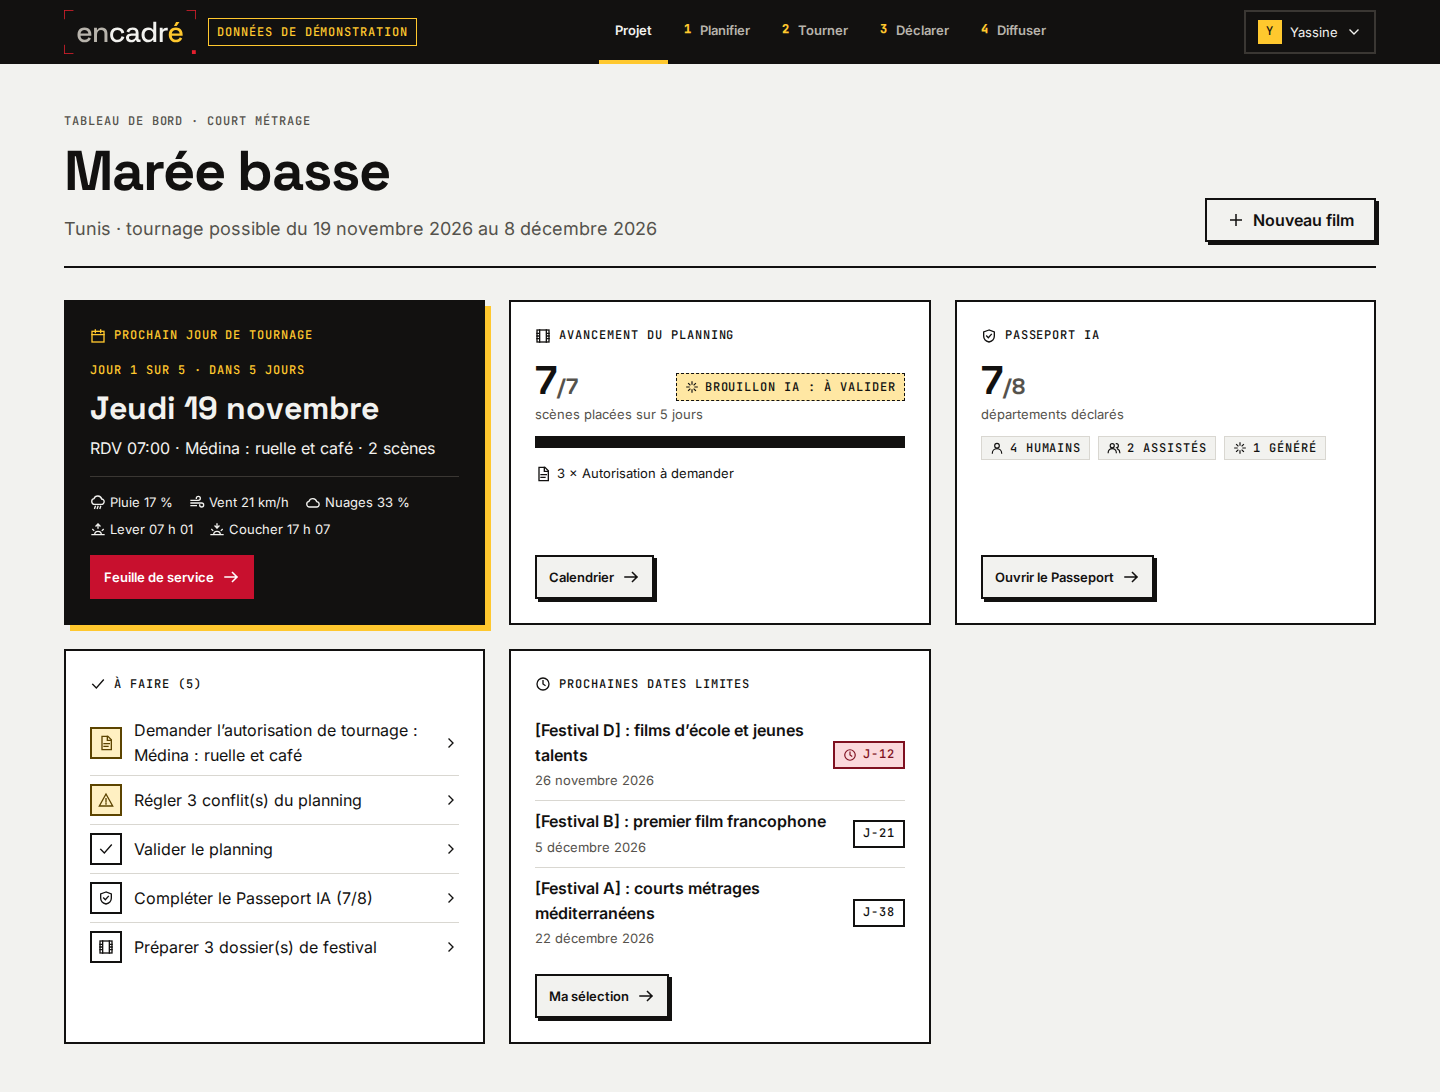 encadré
DONNÉES DE DÉMONSTRATION
Projet
1 Planifier
2 Tourner
3 Déclarer
4 Diffuser
Y Yassine
TABLEAU DE BORD · COURT MÉTRAGE
Marée basse
Tunis · tournage possible du 19 novembre 2026 au 8 décembre 2026
Nouveau film
PROCHAIN JOUR DE TOURNAGE
JOUR 1 SUR 5 · DANS 5 JOURS
Jeudi 19 novembre
RDV 07:00 · Médina : ruelle et café · 2 scènes
Pluie 17 % Vent 21 km/h Nuages 33 %
Lever 07 h 01 Coucher 17 h 07
Feuille de service
AVANCEMENT DU PLANNING
7/7
BROUILLON IA : À VALIDER
scènes placées sur 5 jours
3 × Autorisation à demander
Calendrier
PASSEPORT IA
7/8
départements déclarés
4 HUMAINS 2 ASSISTÉS 1 GÉNÉRÉ
Ouvrir le Passeport
À FAIRE (5)
Demander l’autorisation de tournage :
Médina : ruelle et café
Régler 3 conflit(s) du planning
Valider le planning
Compléter le Passeport IA (7/8)
Préparer 3 dossier(s) de festival
PROCHAINES DATES LIMITES
[Festival D] : films d’école et jeunes
talents
26 novembre 2026
J-12
[Festival B] : premier film francophone
5 décembre 2026
J-21
[Festival A] : courts métrages
méditerranéens
22 décembre 2026
J-38
Ma sélection